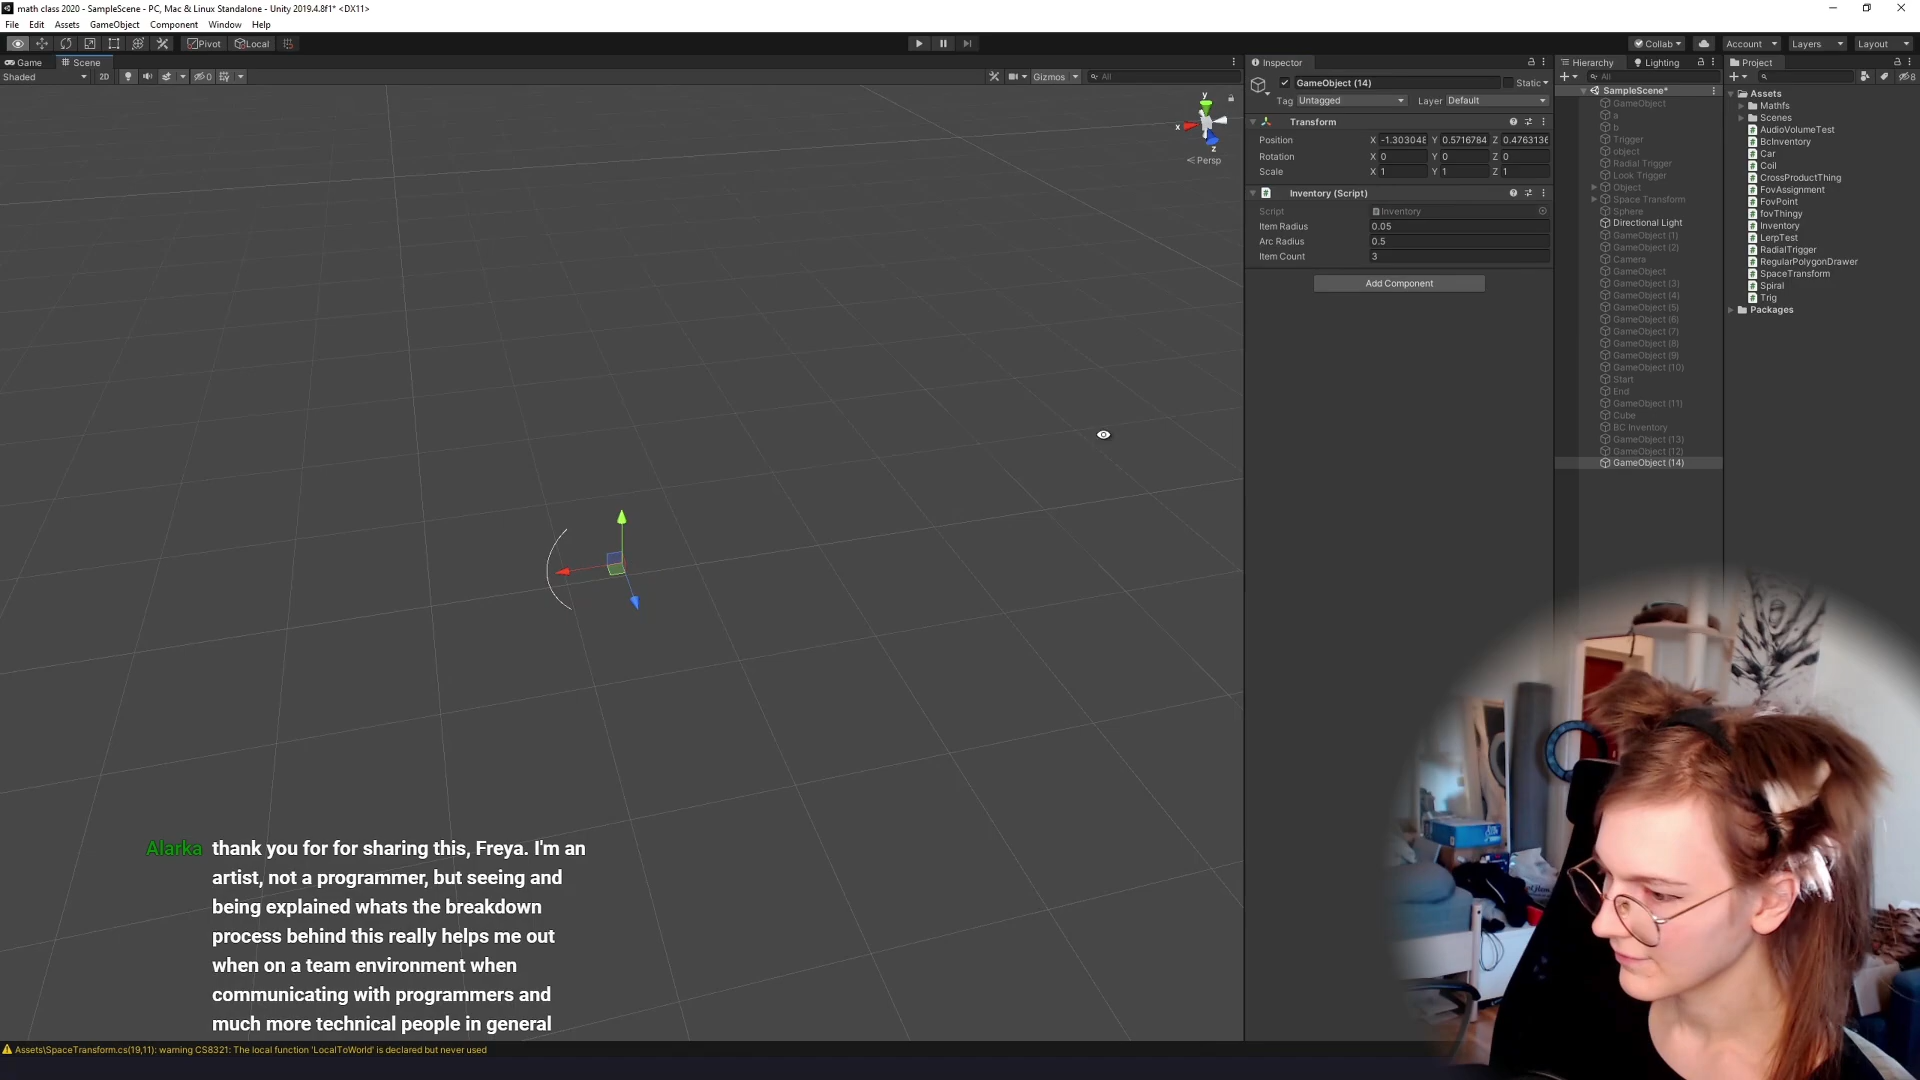 math class 2020 - SampleScene - PC, Mac & Linux Standalone - Unity 2019.4.8f1* <DX11>
File Edit Assets GameObject Component Window Help
Pivot Local
Collab Account Layers Layout
Game Scene
Shaded 2D 0 Gizmos All
y
x
z
Persp
Inspector
GameObject (14) Static
Tag Untagged Layer Default
Transform
Position X -1.303048 Y 0.5716784 Z 0.4763136
Rotation X 0 Y 0 Z 0
Scale X 1 Y 1 Z 1
Inventory (Script)
Script Inventory
Item Radius 0.05
Arc Radius 0.5
Item Count 3
Add Component
Hierarchy Lighting
All
SampleScene*
GameObject
a
b
Trigger
object
Radial Trigger
Look Trigger
Object
Space Transform
Sphere
Directional Light
GameObject (1)
GameObject (2)
Camera
GameObject
GameObject (3)
GameObject (4)
GameObject (5)
GameObject (6)
GameObject (7)
GameObject (8)
GameObject (9)
GameObject (10)
Start
End
GameObject (11)
Cube
BC Inventory
GameObject (13)
GameObject (12)
GameObject (14)
Project
8
Assets
Mathfs
Scenes
AudioVolumeTest
BcInventory
Car
Coil
CrossProductThing
FovAssignment
FovPoint
fovThingy
Inventory
LerpTest
RadialTrigger
RegularPolygonDrawer
SpaceTransform
Spiral
Trig
Packages
Alarka thank you for for sharing this, Freya. I'm an
artist, not a programmer, but seeing and
being explained whats the breakdown
process behind this really helps me out
when on a team environment when
communicating with programmers and
much more technical people in general
Assets\SpaceTransform.cs(19,11): warning CS8321: The local function 'LocalToWorld' is declared but never used